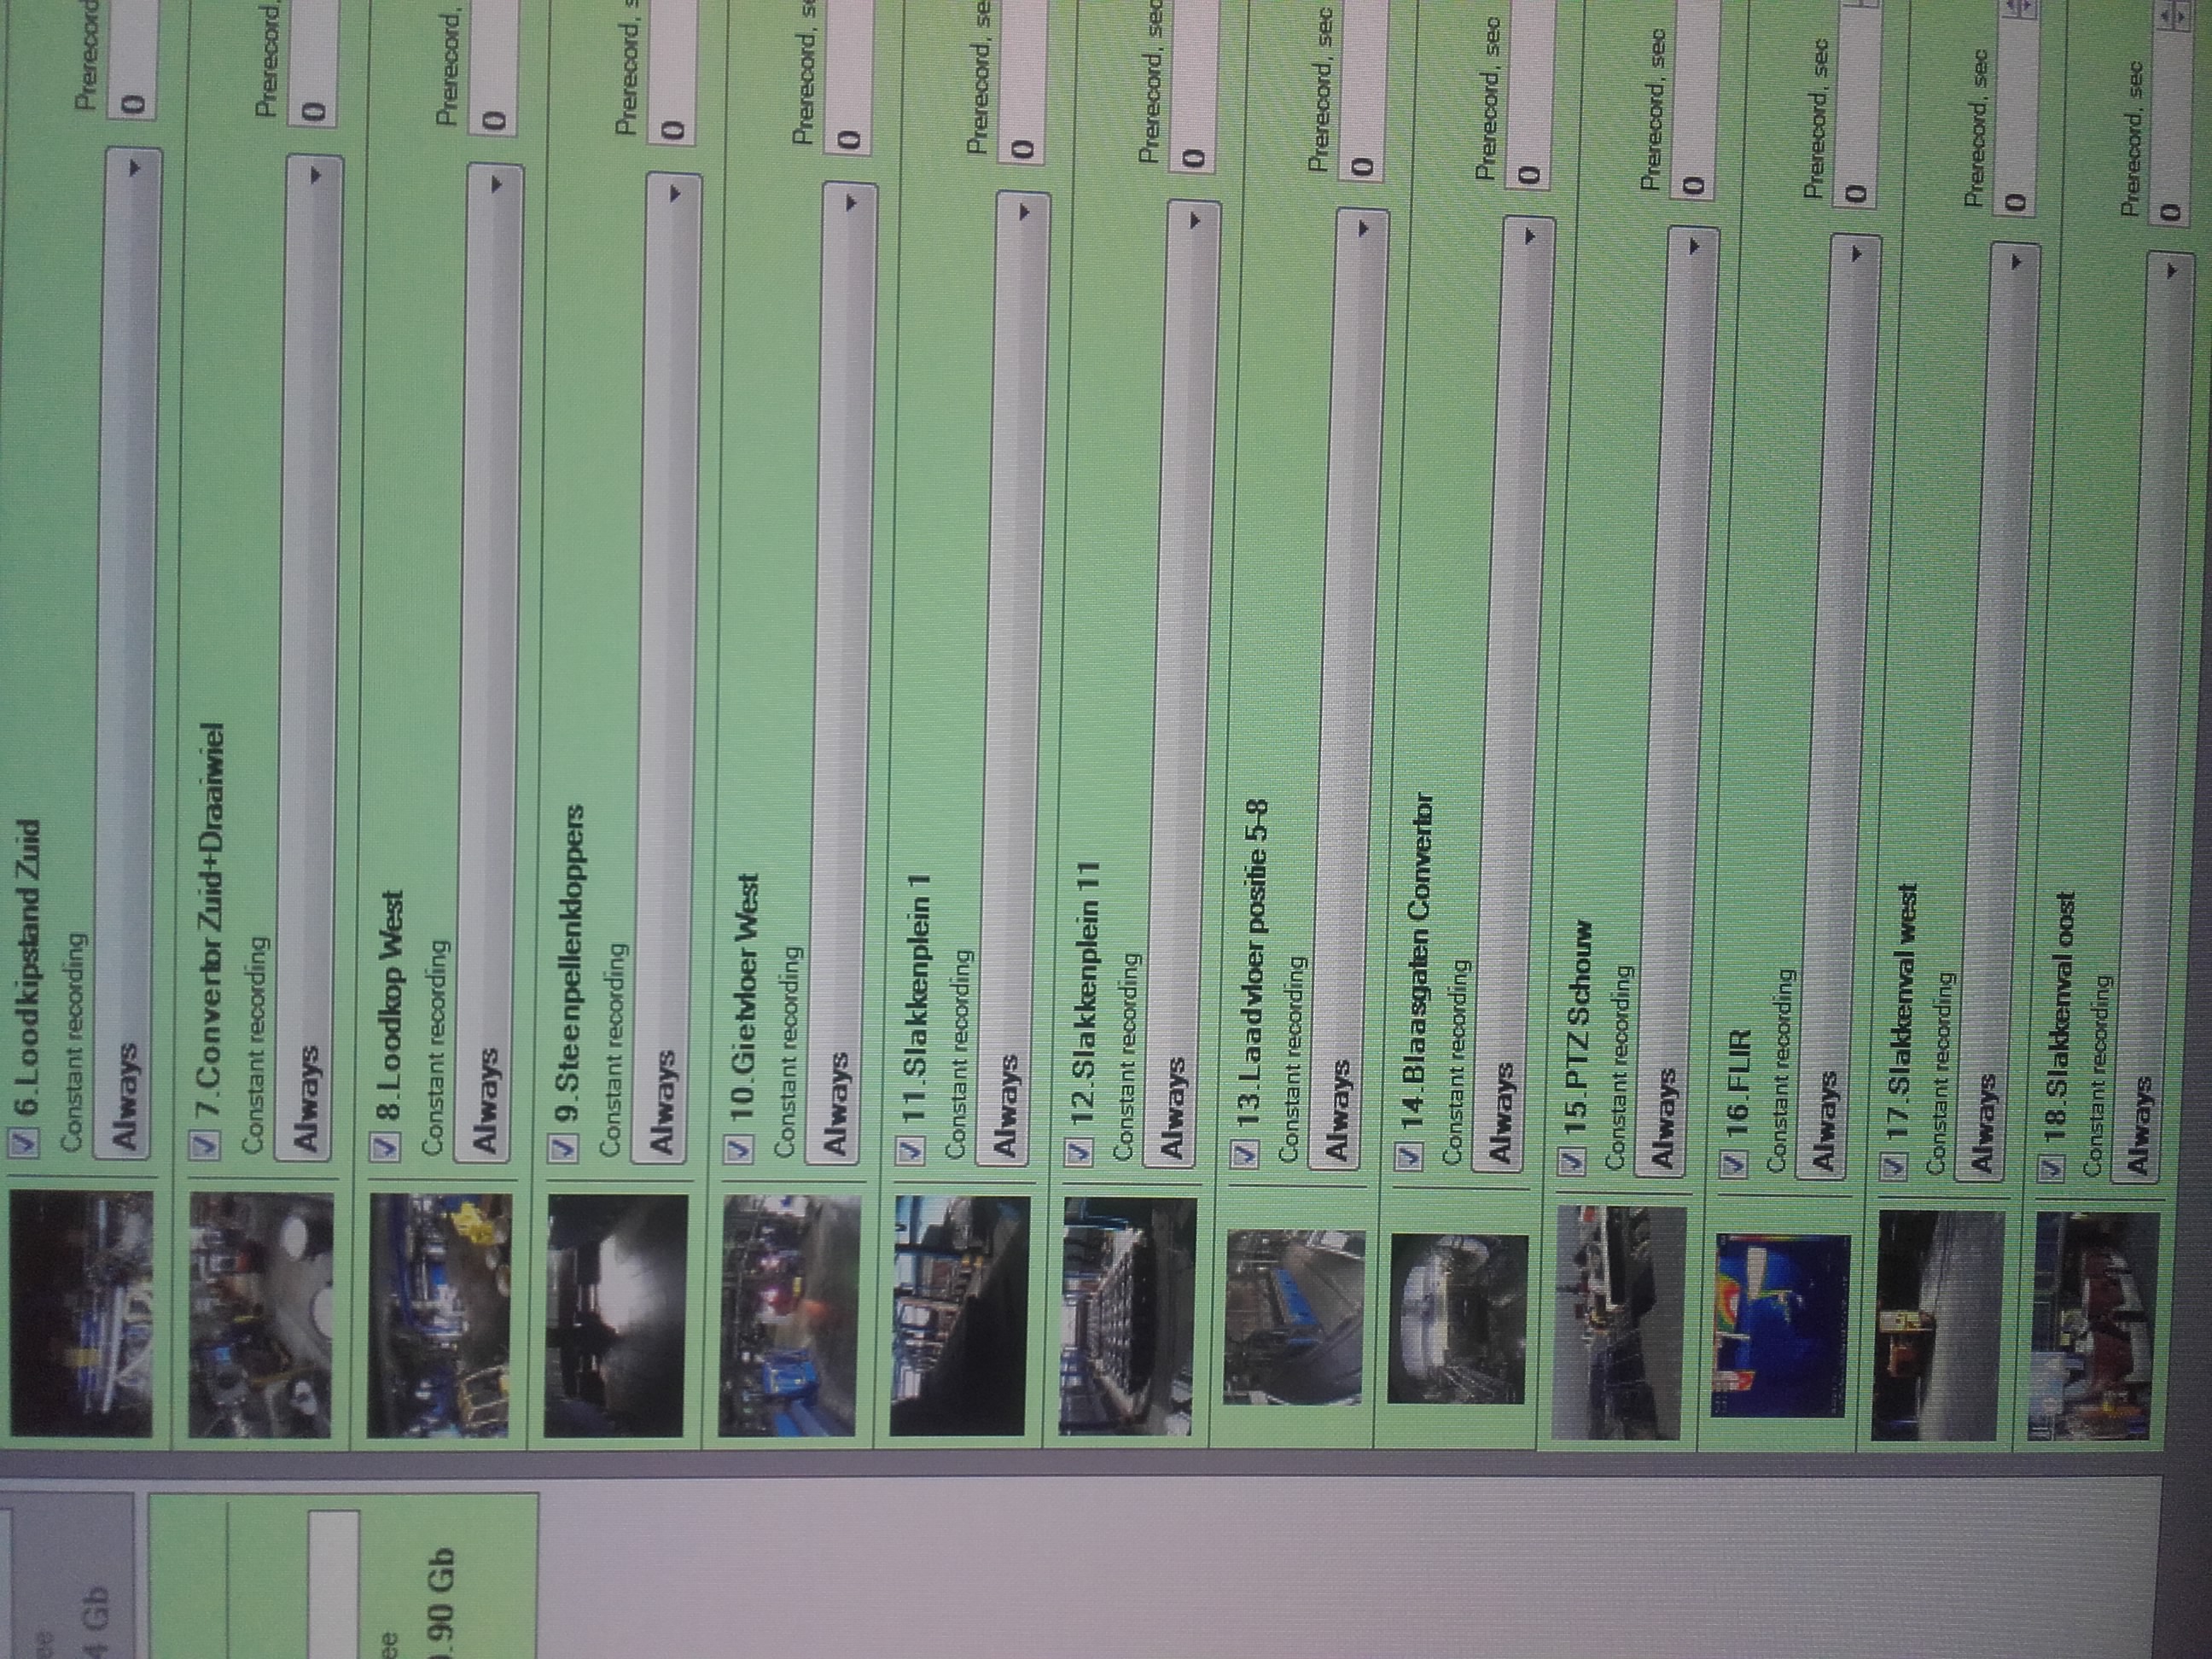 ee
4 Gb
ee
.90 Gb
6.Loodkipstand Zuid
Constant recording
Prerecord
Always
0
7.Convertor Zuid+Draaiwiel
Constant recording
Prerecord,
Always
0
8.Loodkop West
Constant recording
Prerecord,
Always
0
9.Steenpellenkloppers
Constant recording
Prerecord, s
Always
0
10.Gietvloer West
Constant recording
Prerecord, se
Always
0
11.Slakkenplein 1
Constant recording
Prerecord, se
Always
0
12.Slakkenplein 11
Constant recording
Prerecord, sec
Always
0
13.Laadvloer positie 5-8
Constant recording
Prerecord, sec
Always
0
14.Blaasgaten Convertor
Constant recording
Prerecord, sec
Always
0
15.PTZ Schouw
Constant recording
Prerecord, sec
Always
0
16.FLIR
Constant recording
Prerecord, sec
Always
0
17.Slakkenval west
Constant recording
Prerecord, sec
Always
0
18.Slakkenval oost
Constant recording
Prerecord, sec
Always
0